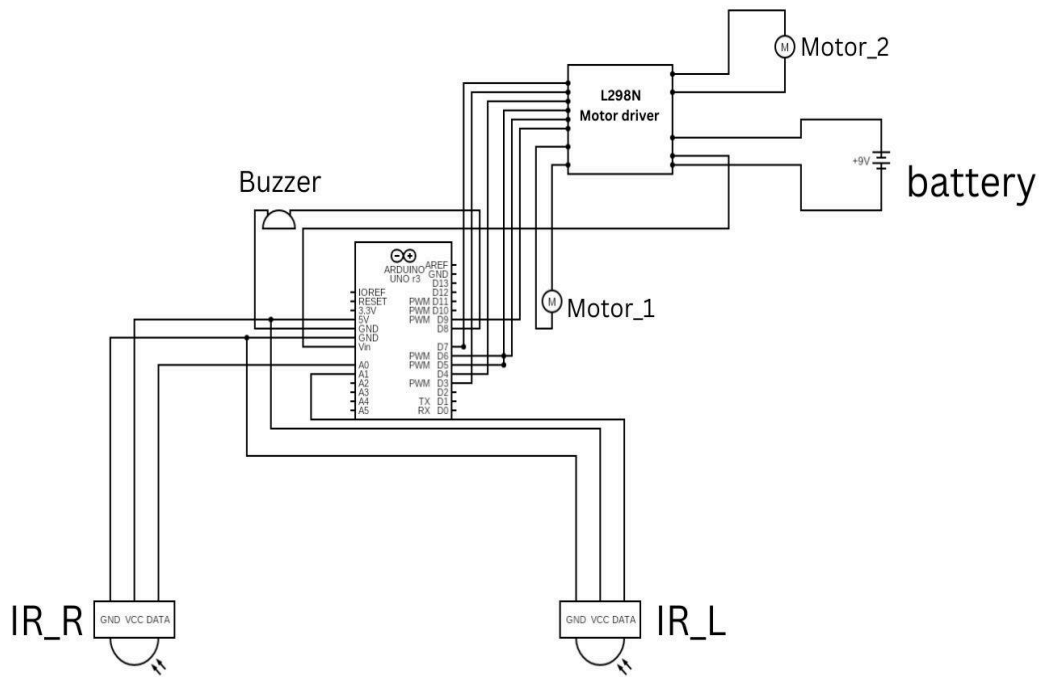 M
Motor_2
L298N
Motor driver
+9V
battery
Buzzer
ARDUINO
UNO r3
AREF
GND
D13
D12
PWM D11
PWM D10
PWM D9
D8
D7
PWM D6
PWM D5
D4
PWM D3
D2
TX D1
RX D0
IOREF
RESET
3.3V
5V
GND
GND
Vin
A0
A1
A2
A3
A4
A5
M
Motor_1
IR_R
GND VCC DATA
GND VCC DATA
IR_L